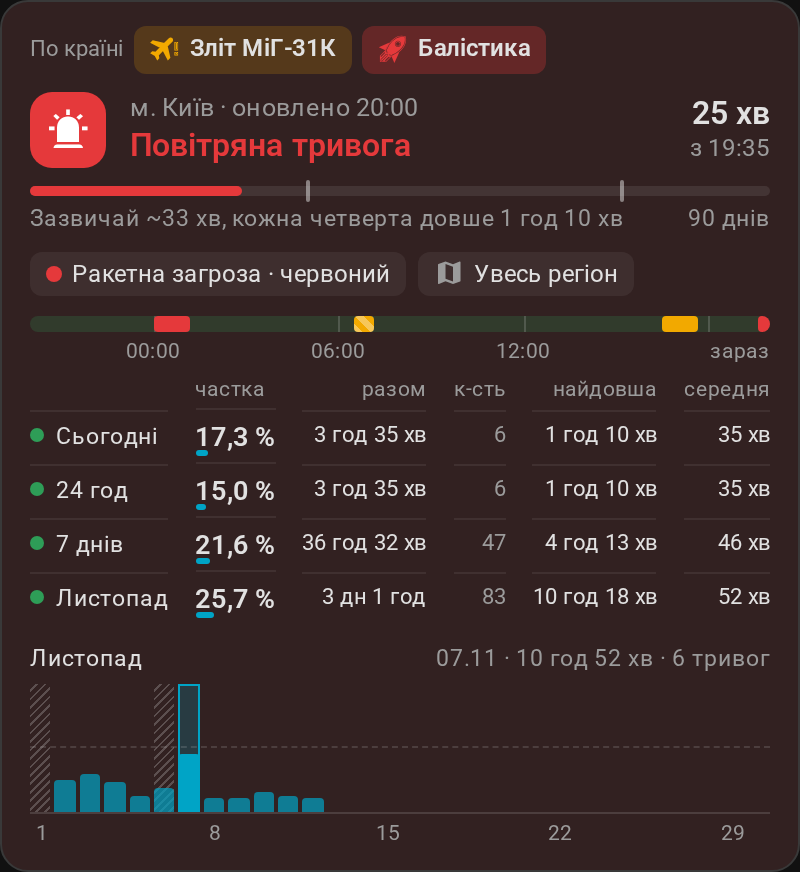 По країні Зліт МіГ-31К Балістика
м. Київ · оновлено 20:00 25 хв
Повітряна тривога з 19:35
Зазвичай ~33 хв, кожна четверта довше 1 год 10 хв 90 днів
Ракетна загроза · червоний Увесь регіон
00:00 06:00 12:00 зараз
частка разом к-сть найдовша середня
Сьогодні 17,3 % 3 год 35 хв 6 1 год 10 хв 35 хв
24 год 15,0 % 3 год 35 хв 6 1 год 10 хв 35 хв
7 днів 21,6 % 36 год 32 хв 47 4 год 13 хв 46 хв
Листопад 25,7 % 3 дн 1 год 83 10 год 18 хв 52 хв
Листопад 07.11 · 10 год 52 хв · 6 тривог
1 8 15 22 29